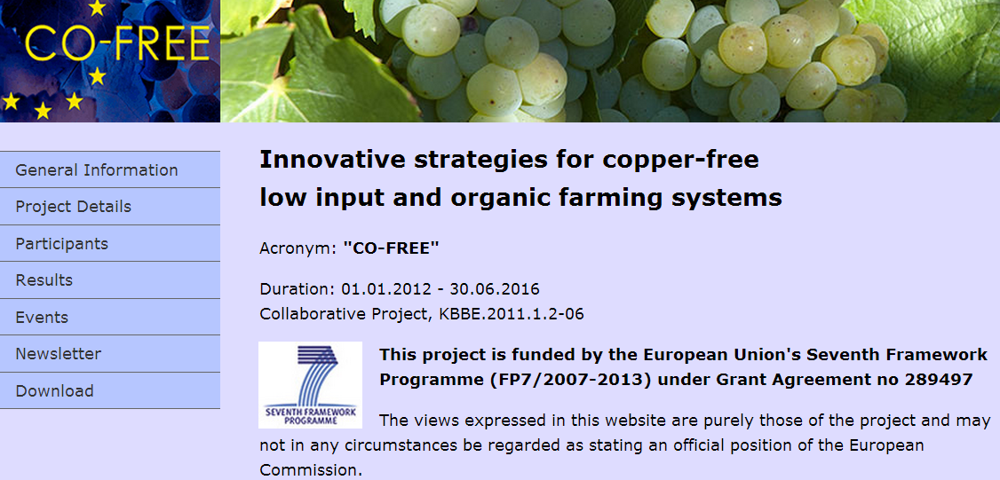 CO-FREE
General Information
Project Details
Participants
Results
Events
Newsletter
Download
Innovative strategies for copper-free
low input and organic farming systems
Acronym: "CO-FREE"
Duration: 01.01.2012 - 30.06.2016
Collaborative Project, KBBE.2011.1.2-06
SEVENTH FRAMEWORK
PROGRAMME
This project is funded by the European Union's Seventh Framework
Programme (FP7/2007-2013) under Grant Agreement no 289497
The views expressed in this website are purely those of the project and may
not in any circumstances be regarded as stating an official position of the European
Commission.